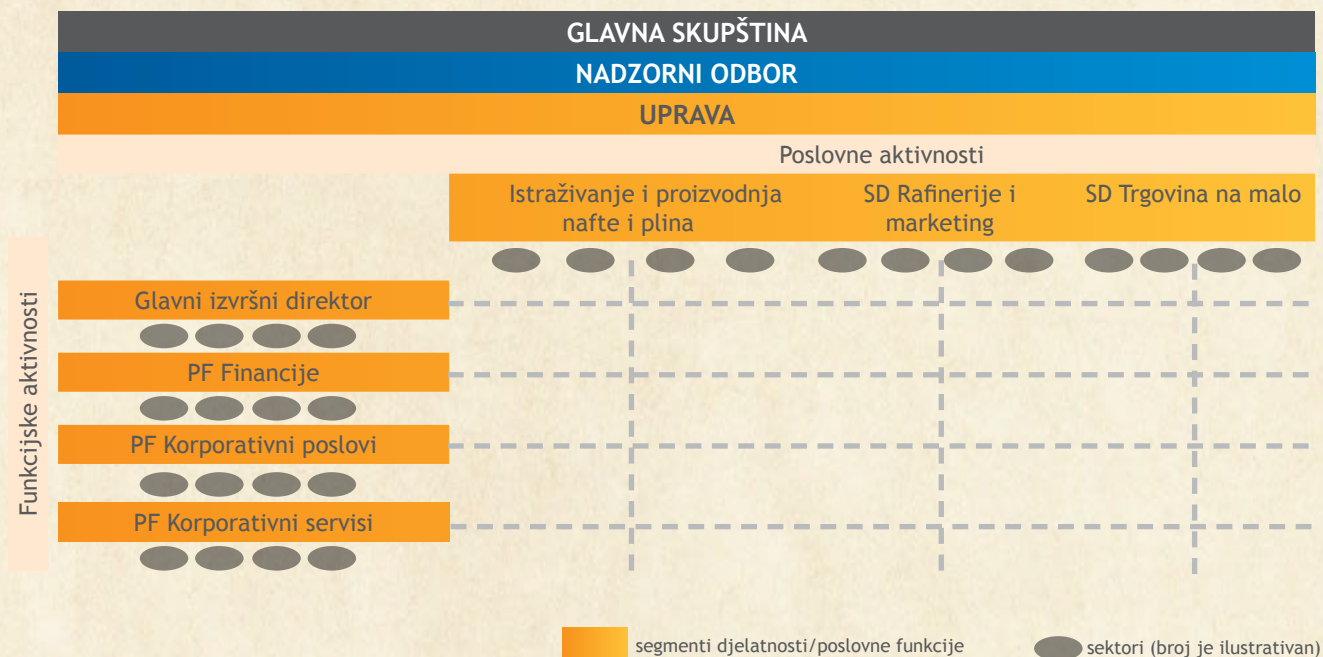 GLAVNA SKUPŠTINA
NADZORNI ODBOR
UPRAVA
Poslovne aktivnosti
Istraživanje i proizvodnja
nafte i plina
SD Rafinerije i
marketing
SD Trgovina na malo
Funkcijske aktivnosti
Glavni izvršni direktor
PF Financije
PF Korporativni poslovi
PF Korporativni servisi
segmenti djelatnosti/poslovne funkcije
sektori (broj je ilustrativan)